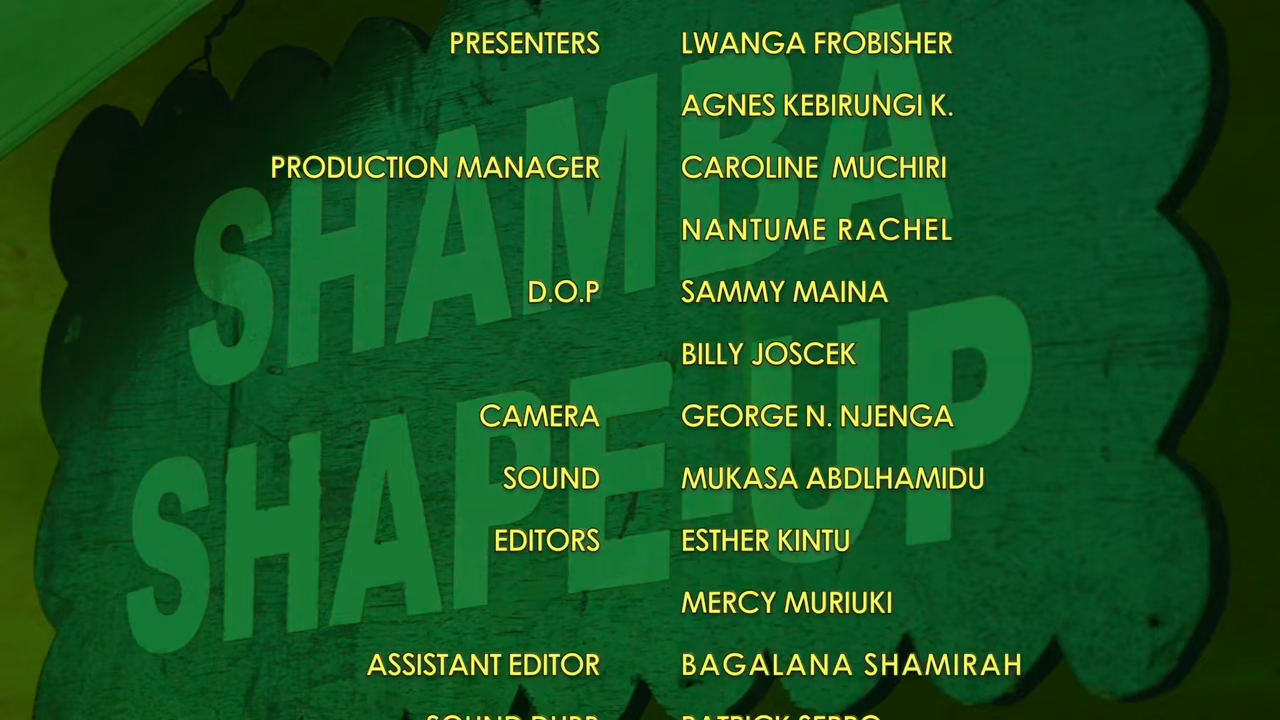 PRESENTERS LWANGA FROBISHER
AGNES KEBIRUNGI K.
PRODUCTION MANAGER CAROLINE MUCHIRI
NANTUME RACHEL
D.O.P SAMMY MAINA
BILLY JOSCEK
CAMERA GEORGE N. NJENGA
SOUND MUKASA ABDLHAMIDU
EDITORS ESTHER KINTU
MERCY MURIUKI
ASSISTANT EDITOR BAGALANA SHAMIRAH
SHAMBA
SHAPE UP